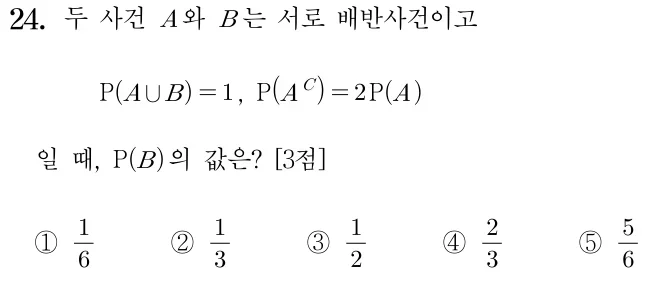 24. 두 사건 A와 B는 서로 배반사건이고
P(A∪B)=1, P(A^C)=2P(A)
일 때, P(B)의 값은? [3점]
① 1/6 ② 1/3 ③ 1/2 ④ 2/3 ⑤ 5/6